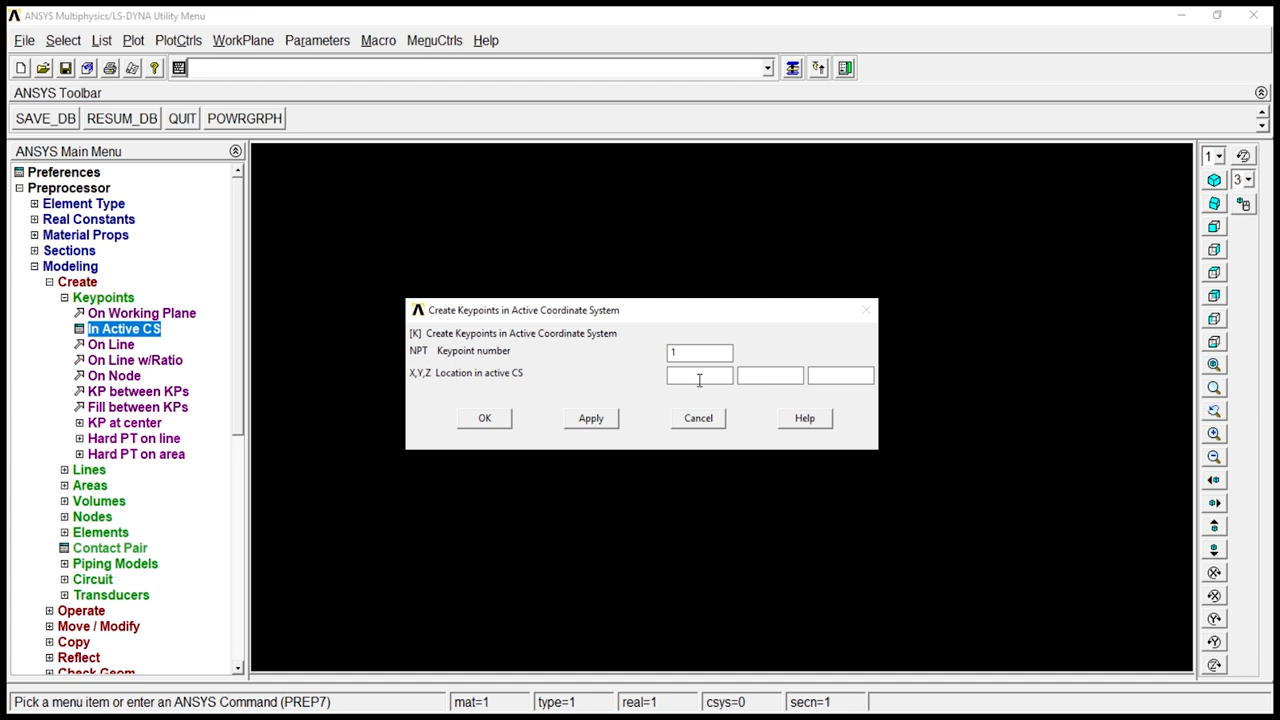 ANSYS Multiphysics/LS-DYNA Utility Menu
File Select List Plot PlotCtrls WorkPlane Parameters Macro MenuCtrls Help
ANSYS Toolbar
SAVE_DB RESUM_DB QUIT POWRGRPH
ANSYS Main Menu
Preferences
Preprocessor
Element Type
Real Constants
Material Props
Sections
Modeling
Create
Keypoints
On Working Plane
In Active CS
On Line
On Line w/Ratio
On Node
KP between KPs
Fill between KPs
KP at center
Hard PT on line
Hard PT on area
Lines
Areas
Volumes
Nodes
Elements
Contact Pair
Piping Models
Circuit
Transducers
Operate
Move / Modify
Copy
Reflect
Check Geom
Create Keypoints in Active Coordinate System
[K] Create Keypoints in Active Coordinate System
NPT Keypoint number 1
X,Y,Z Location in active CS
OK Apply Cancel Help
1
3
Pick a menu item or enter an ANSYS Command (PREP7) mat=1 type=1 real=1 csys=0 secn=1